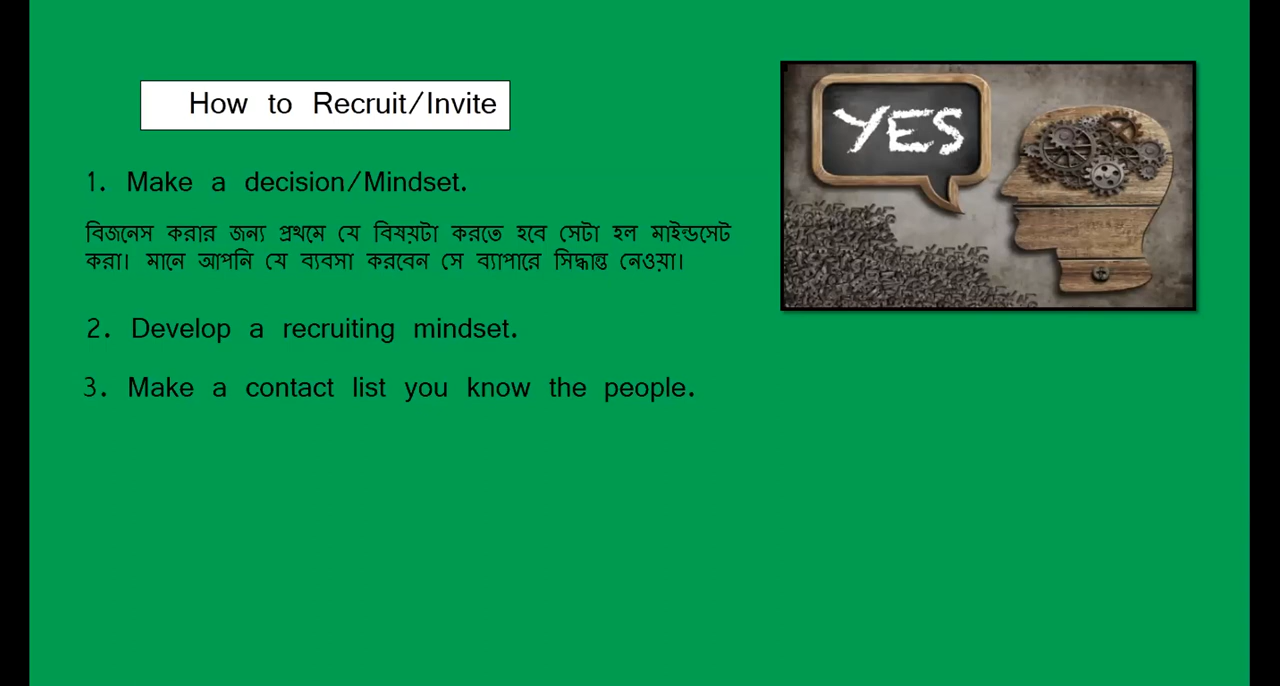 How to Recruit/Invite
YES
1. Make a decision/Mindset.
বিজনেস করার জন্য প্রথমে যে বিষয়টা করতে হবে সেটা হল মাইন্ডসেট
করা। মানে আপনি যে ব্যবসা করবেন সে ব্যাপারে সিদ্ধান্ত নেওয়া।
2. Develop a recruiting mindset.
3. Make a contact list you know the people.